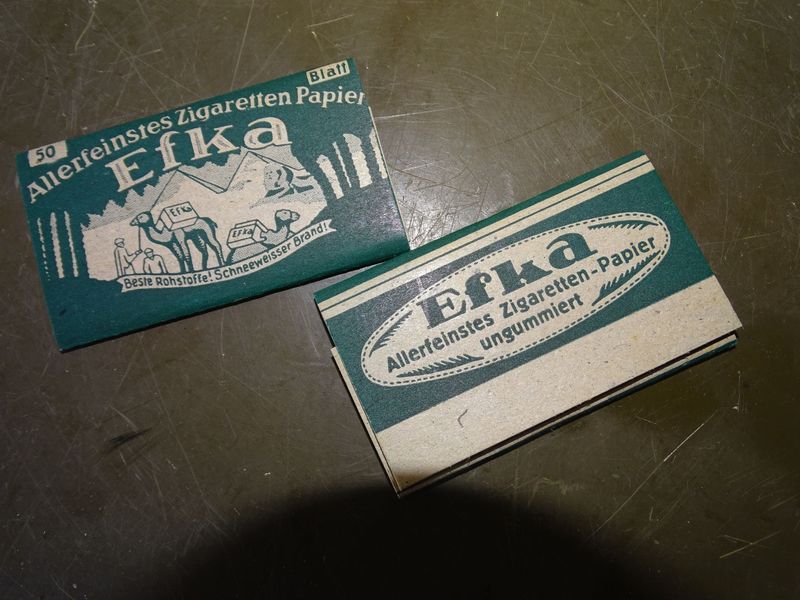 50
Blatt
Allerfeinstes Zigaretten Papier
Efka
Efka
Efka
Beste Rohstoffe! Schneeweisser Brand!
Efka
Allerfeinstes Zigaretten-Papier
ungummiert